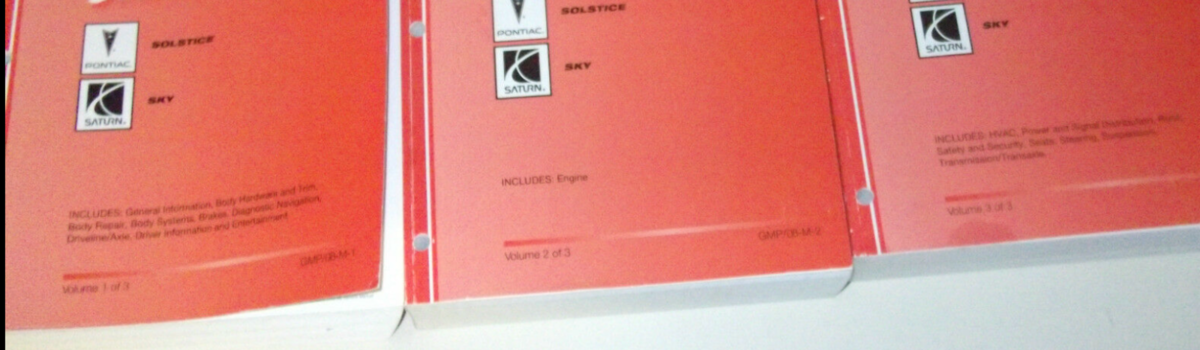 PONTIAC.
SOLSTICE
SATURN.
SKY
INCLUDES: General Information, Body Hardware and Trim,
Body Repair, Body Systems, Brakes, Diagnostic Navigation,
Driveline/Axle, Driver Information and Entertainment
Volume 1 of 3
PONTIAC.
SOLSTICE
SATURN.
SKY
INCLUDES: Engine
Volume 2 of 3
SATURN.
SKY
INCLUDES: HVAC, Power and Signal Distribution, Roof,
Safety and Security, Seats, Steering, Suspension,
Transmission/Transaxle
Volume 3 of 3